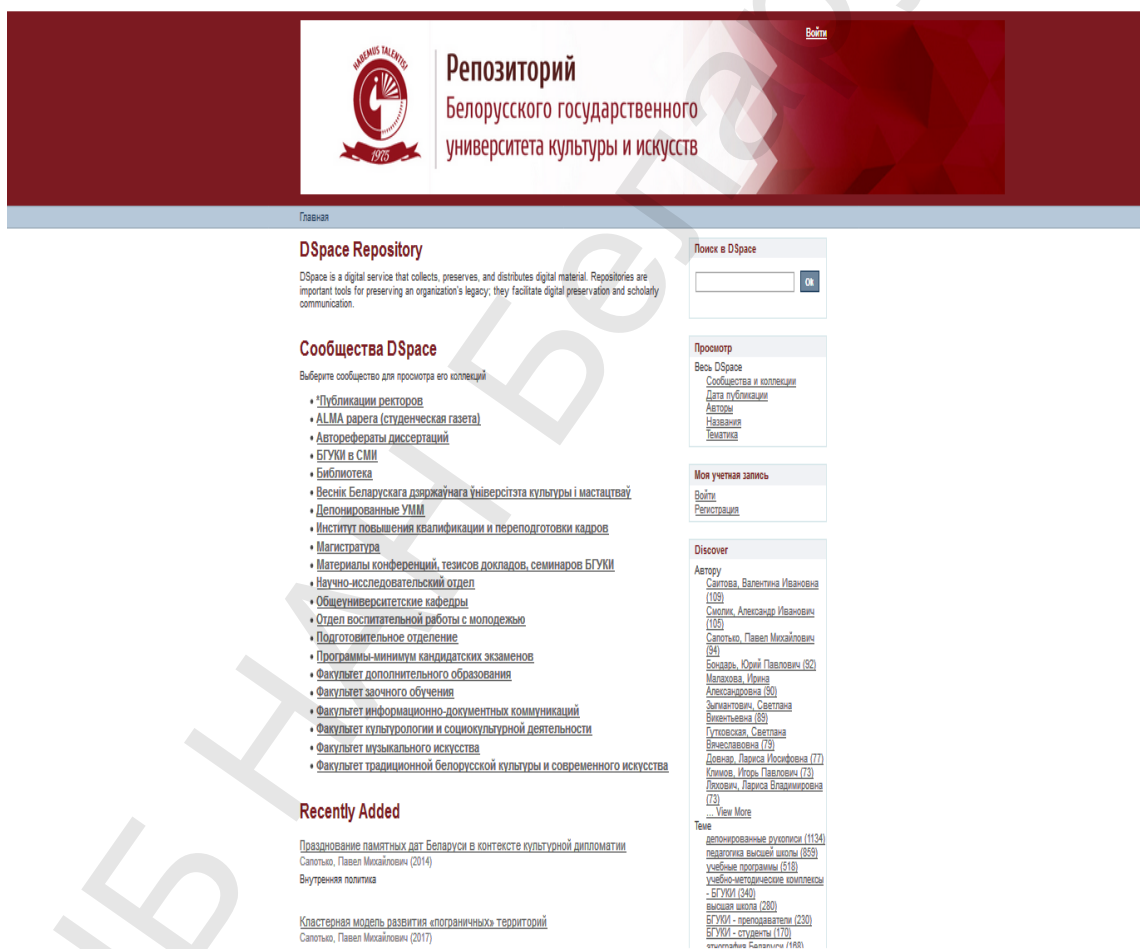 Войти
HABEMUS TALENTIS!
1975
Репозиторий
Белорусского государственного
университета культуры и искусств
Главная
DSpace Repository
DSpace is a digital service that collects, preserves, and distributes digital material. Repositories are
important tools for preserving an organization's legacy; they facilitate digital preservation and scholarly
communication.
Сообщества DSpace
Выберите сообщество для просмотра его коллекций
• *Публикации ректоров
• ALMA papera (студенческая газета)
• Авторефераты диссертаций
• БГУКИ в СМИ
• Библиотека
• Веснік Беларускага дзяржаўнага ўніверсітэта культуры і мастацтваў
• Депонированные УММ
• Институт повышения квалификации и переподготовки кадров
• Магистратура
• Материалы конференций, тезисов докладов, семинаров БГУКИ
• Научно-исследовательский отдел
• Общеуниверситетские кафедры
• Отдел воспитательной работы с молодежью
• Подготовительное отделение
• Программы-минимум кандидатских экзаменов
• Факультет дополнительного образования
• Факультет заочного обучения
• Факультет информационно-документных коммуникаций
• Факультет культурологии и социокультурной деятельности
• Факультет музыкального искусства
• Факультет традиционной белорусской культуры и современного искусства
Recently Added
Празднование памятных дат Беларуси в контексте культурной дипломатии
Сапотько, Павел Михайлович (2014)
Внутренняя политика
Кластерная модель развития «пограничных» территорий
Сапотько, Павел Михайлович (2017)
Поиск в DSpace
Ok
Просмотр
Весь DSpace
Сообщества и коллекции
Дата публикации
Авторы
Названия
Тематика
Моя учетная запись
Войти
Регистрация
Discover
Автору
Саитова, Валентина Ивановна
(109)
Смолик, Александр Иванович
(105)
Сапотько, Павел Михайлович
(94)
Бондарь, Юрий Павлович (92)
Малахова, Ирина
Александровна (90)
Зыгмантович, Светлана
Викентьевна (89)
Гутковская, Светлана
Вячеславовна (79)
Довнар, Лариса Иосифовна (77)
Климов, Игорь Павлович (73)
Ляхович, Лариса Владимировна
(73)
... View More
Теме
депонированные рукописи (1134)
педагогика высшей школы (859)
учебные программы (518)
учебно-методические комплексы
- БГУКИ (340)
высшая школа (280)
БГУКИ - преподаватели (230)
БГУКИ - студенты (170)
этнография Беларуси (168)
НАН Бела